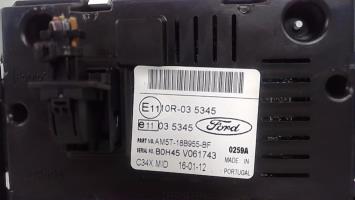 E11 10R-03 5345
e11 03 5345 Ford
PART NO. AM5T-18B955-BF 0259A
SERIAL NO. B0H45 V061743 MADE IN
C34X MID 16-01-12 PORTUGAL